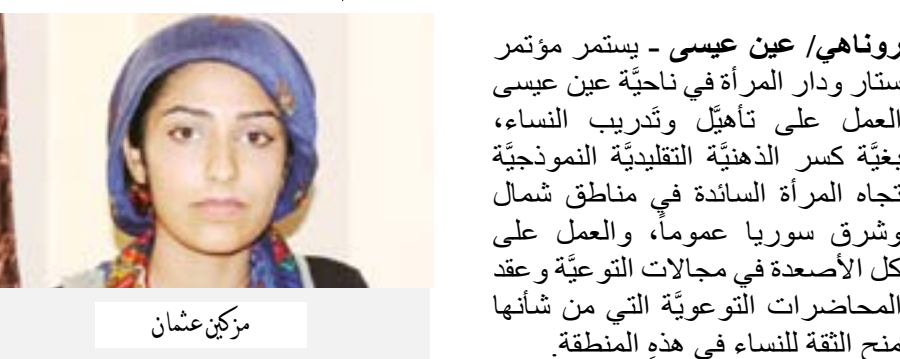 روناهي/ عين عيسى ـ يستمر مؤتمر
ستار ودار المرأة في ناحيَّة عين عيسى
العمل على تأهيَّل وتَدريب النساء،
بغيَّة كسر الذهنيَّة التقليديَّة النموذجيَّة
تجاه المرأة السائدة في مناطق شمال
وشرق سوريا عموماً، والعمل على
كل الأصعدة في مجالات التوعيَّة وعقد
المحاضرات التوعويَّة التي من شأنها
منح الثقة للنساء في هذهِ المنطقة.
مزكين عثمان